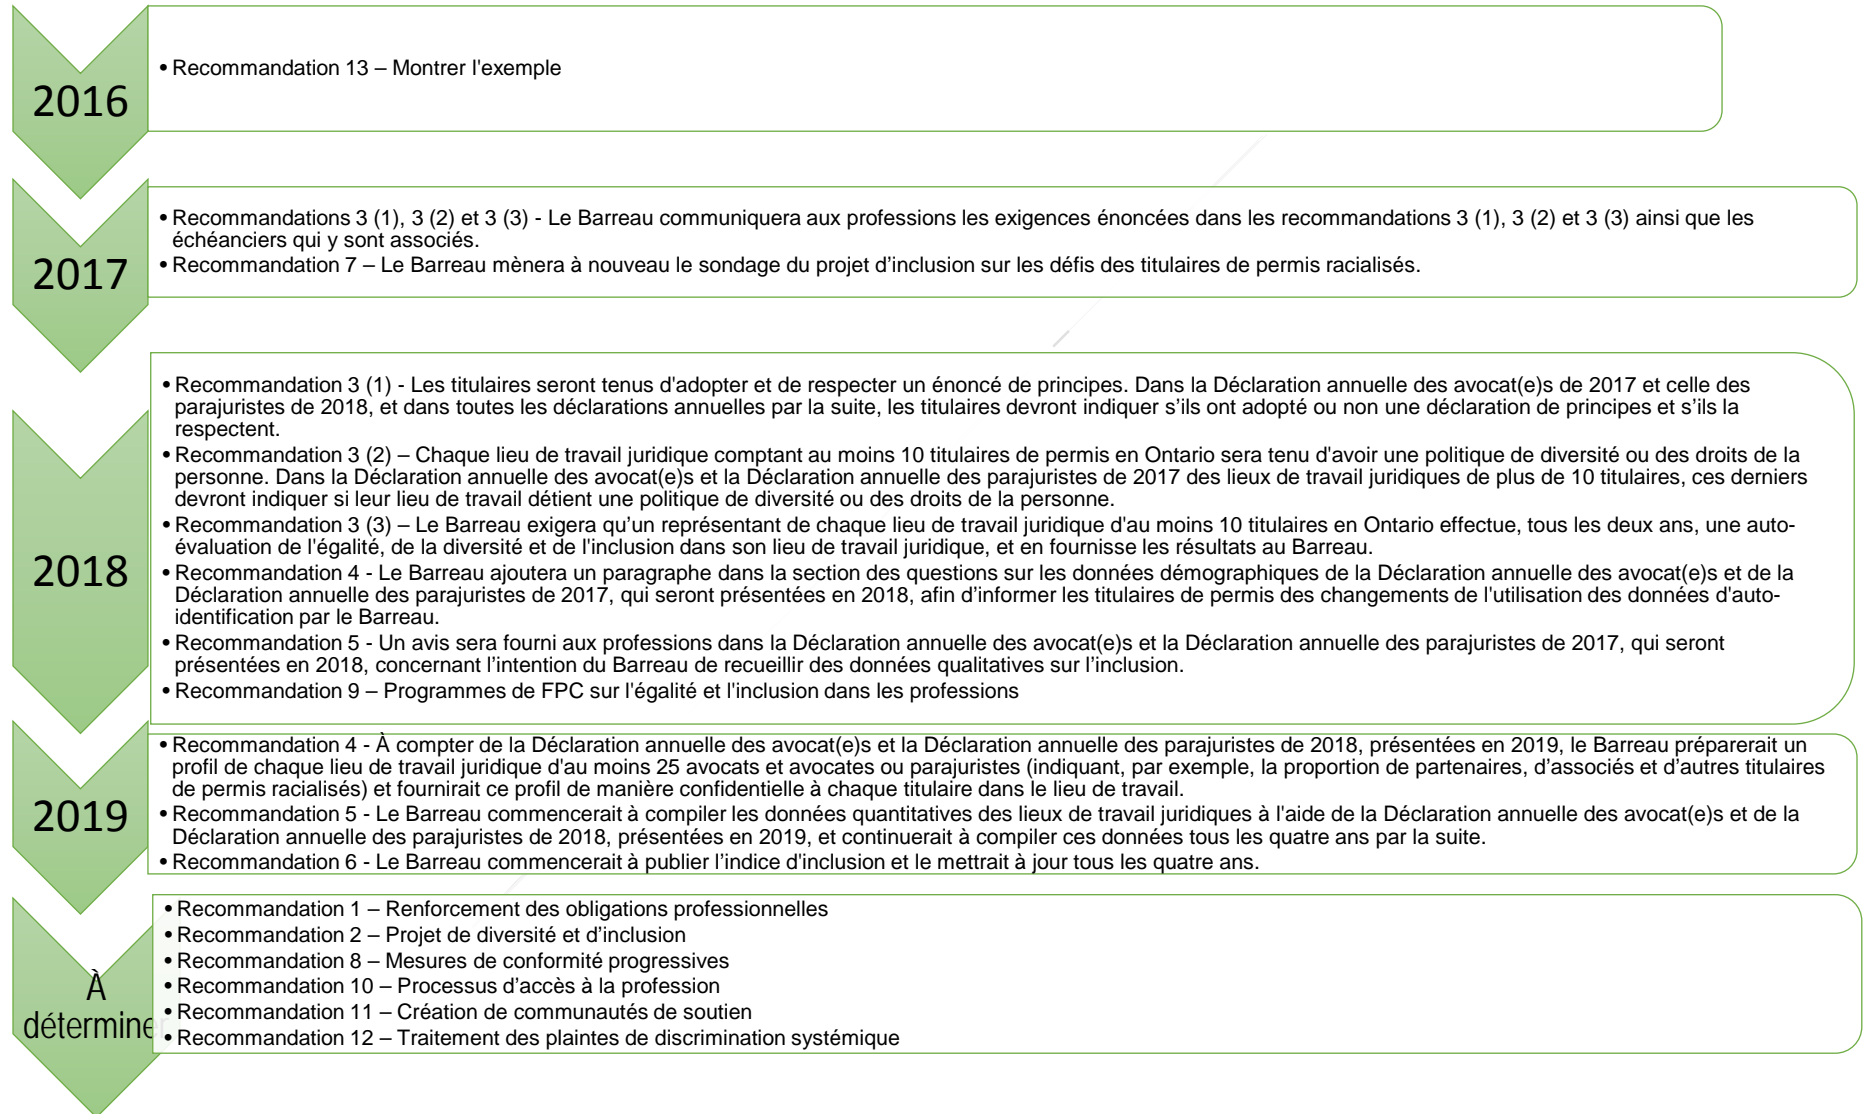 2016
• Recommandation 13 – Montrer l'exemple
2017
• Recommandations 3 (1), 3 (2) et 3 (3) - Le Barreau communiquera aux professions les exigences énoncées dans les recommandations 3 (1), 3 (2) et 3 (3) ainsi que les
échéanciers qui y sont associés.
• Recommandation 7 – Le Barreau mènera à nouveau le sondage du projet d’inclusion sur les défis des titulaires de permis racialisés.
2018
• Recommandation 3 (1) - Les titulaires seront tenus d'adopter et de respecter un énoncé de principes. Dans la Déclaration annuelle des avocat(e)s de 2017 et celle des
parajuristes de 2018, et dans toutes les déclarations annuelles par la suite, les titulaires devront indiquer s’ils ont adopté ou non une déclaration de principes et s’ils la
respectent.
• Recommandation 3 (2) – Chaque lieu de travail juridique comptant au moins 10 titulaires de permis en Ontario sera tenu d'avoir une politique de diversité ou des droits de la
personne. Dans la Déclaration annuelle des avocat(e)s et la Déclaration annuelle des parajuristes de 2017 des lieux de travail juridiques de plus de 10 titulaires, ces derniers
devront indiquer si leur lieu de travail détient une politique de diversité ou des droits de la personne.
• Recommandation 3 (3) – Le Barreau exigera qu’un représentant de chaque lieu de travail juridique d'au moins 10 titulaires en Ontario effectue, tous les deux ans, une auto-
évaluation de l'égalité, de la diversité et de l'inclusion dans son lieu de travail juridique, et en fournisse les résultats au Barreau.
• Recommandation 4 - Le Barreau ajoutera un paragraphe dans la section des questions sur les données démographiques de la Déclaration annuelle des avocat(e)s et de la
Déclaration annuelle des parajuristes de 2017, qui seront présentées en 2018, afin d’informer les titulaires de permis des changements de l'utilisation des données d'auto-
identification par le Barreau.
• Recommandation 5 - Un avis sera fourni aux professions dans la Déclaration annuelle des avocat(e)s et la Déclaration annuelle des parajuristes de 2017, qui seront
présentées en 2018, concernant l’intention du Barreau de recueillir des données qualitatives sur l’inclusion.
• Recommandation 9 – Programmes de FPC sur l'égalité et l'inclusion dans les professions
2019
• Recommandation 4 - À compter de la Déclaration annuelle des avocat(e)s et la Déclaration annuelle des parajuristes de 2018, présentées en 2019, le Barreau préparerait un
profil de chaque lieu de travail juridique d'au moins 25 avocats et avocates ou parajuristes (indiquant, par exemple, la proportion de partenaires, d’associés et d’autres titulaires
de permis racialisés) et fournirait ce profil de manière confidentielle à chaque titulaire dans le lieu de travail.
• Recommandation 5 - Le Barreau commencerait à compiler les données quantitatives des lieux de travail juridiques à l'aide de la Déclaration annuelle des avocat(e)s et de la
Déclaration annuelle des parajuristes de 2018, présentées en 2019, et continuerait à compiler ces données tous les quatre ans par la suite.
• Recommandation 6 - Le Barreau commencerait à publier l’indice d'inclusion et le mettrait à jour tous les quatre ans.
À
déterminer
• Recommandation 1 – Renforcement des obligations professionnelles
• Recommandation 2 – Projet de diversité et d’inclusion
• Recommandation 8 – Mesures de conformité progressives
• Recommandation 10 – Processus d’accès à la profession
• Recommandation 11 – Création de communautés de soutien
• Recommandation 12 – Traitement des plaintes de discrimination systémique